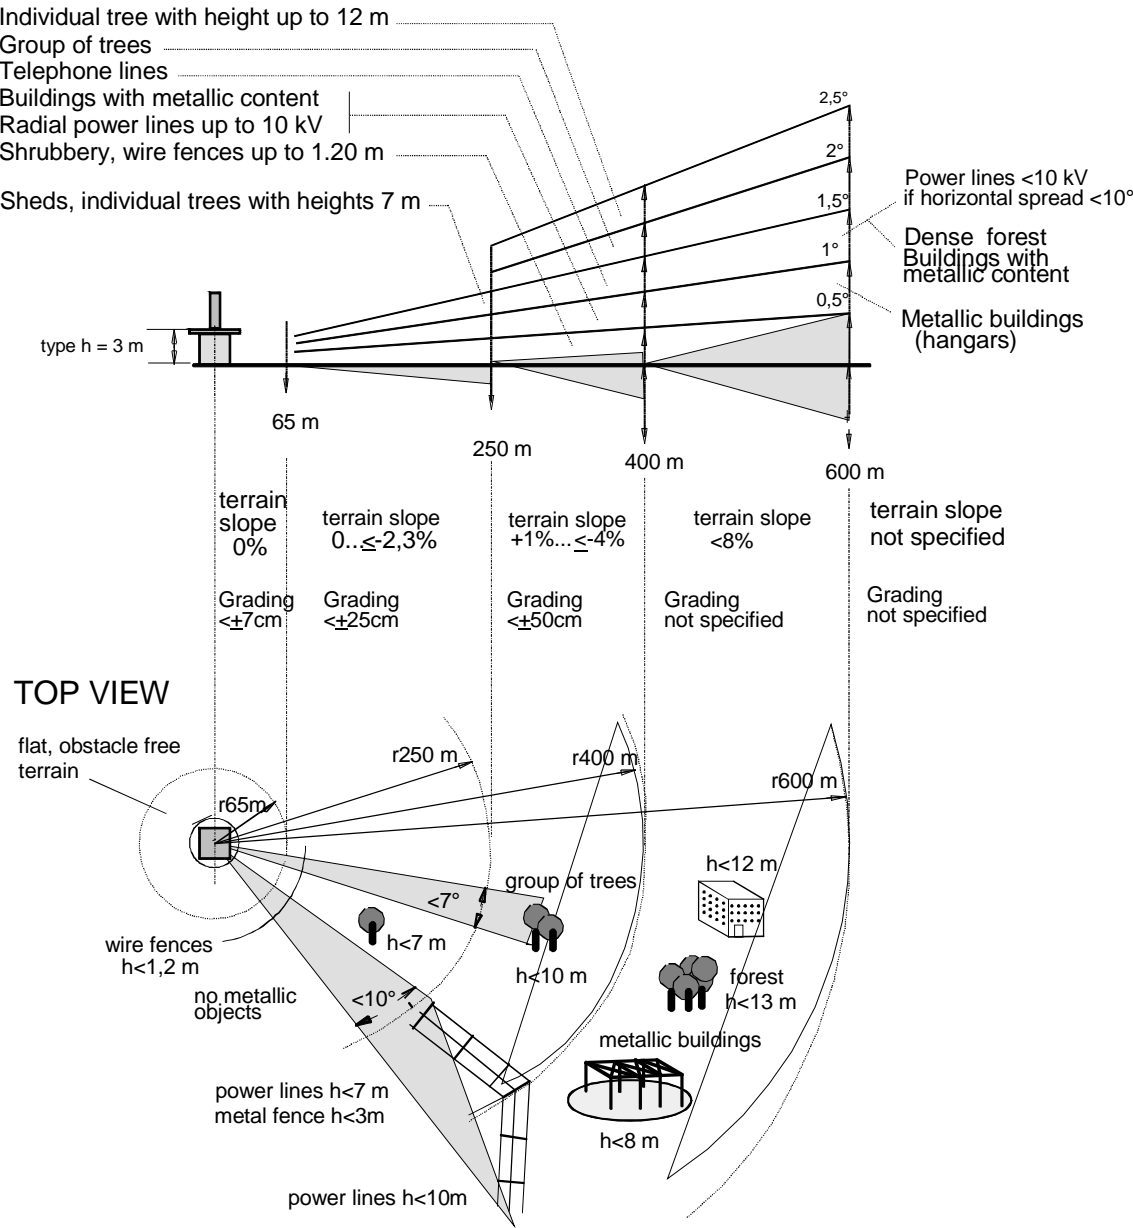 Individual tree with height up to 12 m
Group of trees
Telephone lines
Buildings with metallic content
Radial power lines up to 10 kV
Shrubbery, wire fences up to 1.20 m
Sheds, individual trees with heights 7 m
2,5°
2°
1,5°
1°
0,5°
Power lines <10 kV
if horizontal spread <10°
Dense forest
Buildings with
metallic content
Metallic buildings
(hangars)
type h = 3 m
65 m
250 m
400 m
600 m
terrain
slope
0%
terrain slope
0...≤-2,3%
terrain slope
+1%...≤-4%
terrain slope
<8%
terrain slope
not specified
Grading
<±7cm
Grading
<±25cm
Grading
<±50cm
Grading
not specified
Grading
not specified
TOP VIEW
flat, obstacle free
terrain
r65m
r250 m
r400 m
r600 m
<7°
group of trees
h<12 m
h<7 m
h<10 m
wire fences
h<1,2 m
no metallic
objects
<10°
forest
h<13 m
metallic buildings
h<8 m
power lines h<7 m
metal fence h<3m
power lines h<10m